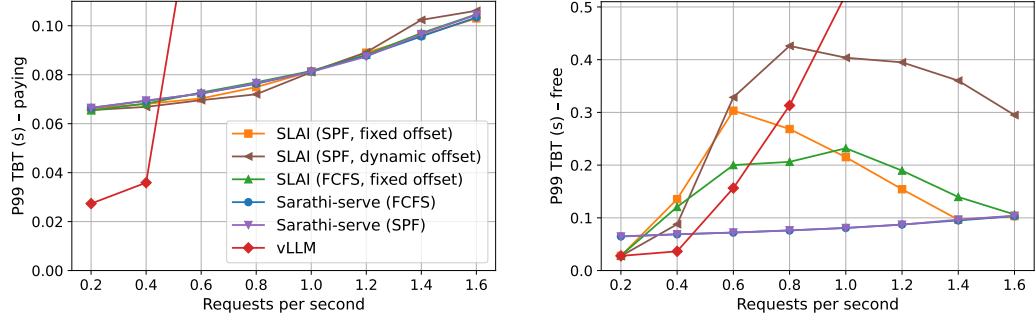 P99 TBT (s) – paying
0.10
0.08
0.06
0.04
0.02
0.00
0.2 0.4 0.6 0.8 1.0 1.2 1.4 1.6
Requests per second
SLAI (SPF, fixed offset)
SLAI (SPF, dynamic offset)
SLAI (FCFS, fixed offset)
Sarathi-serve (FCFS)
Sarathi-serve (SPF)
vLLM
P99 TBT (s) – free
0.5
0.4
0.3
0.2
0.1
0.0
0.2 0.4 0.6 0.8 1.0 1.2 1.4 1.6
Requests per second